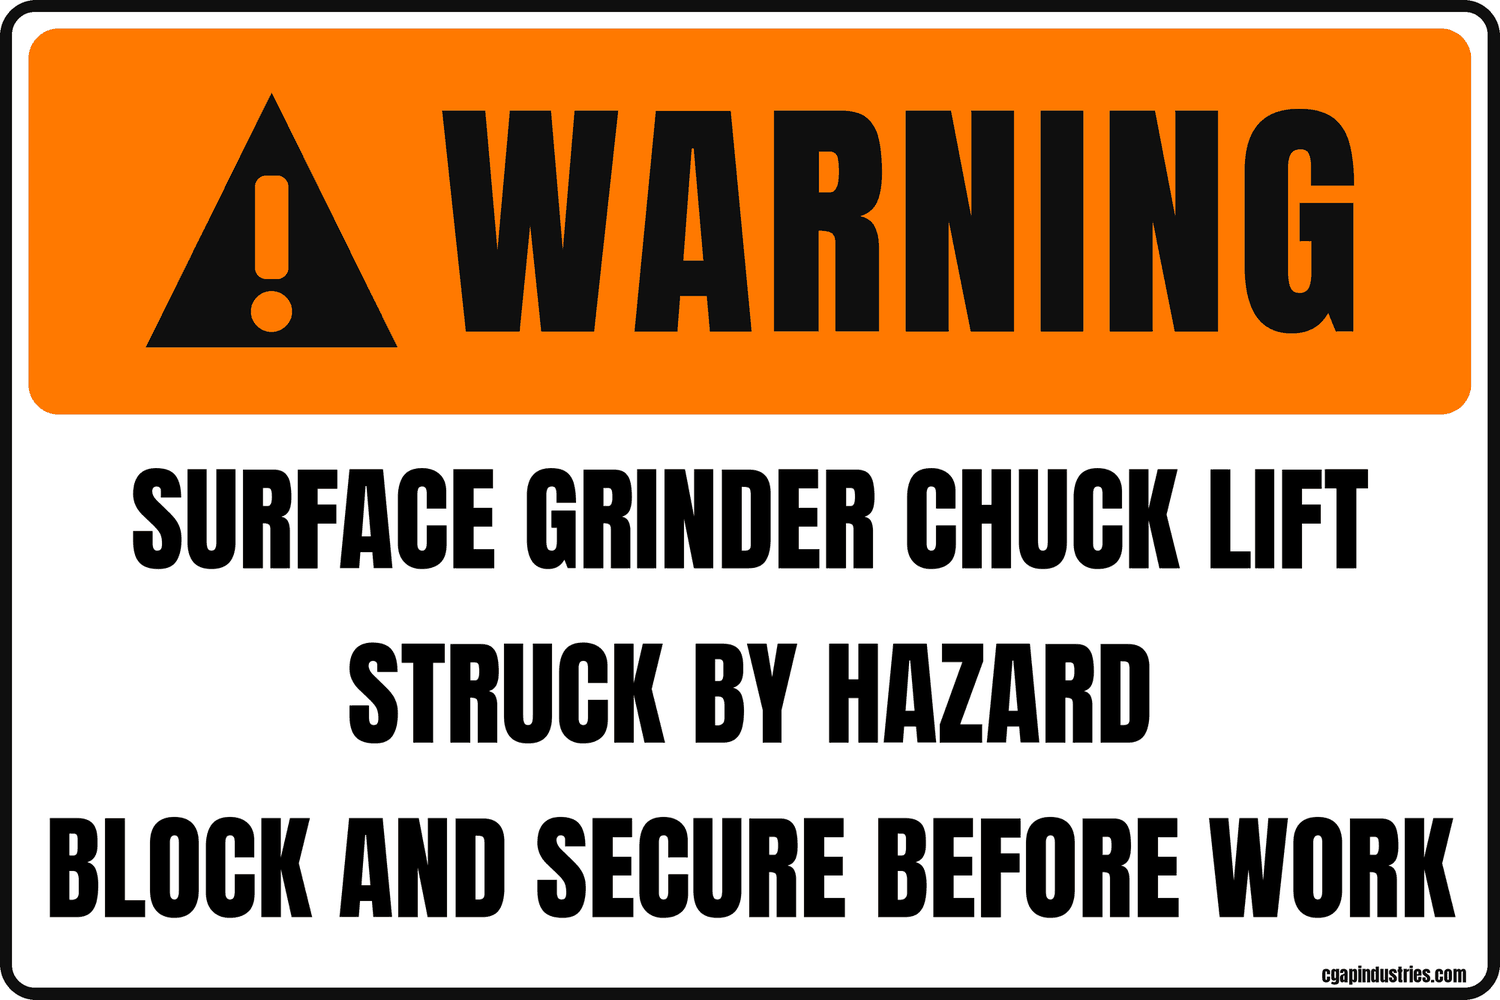 WARNING
SURFACE GRINDER CHUCK LIFT
STRUCK BY HAZARD
BLOCK AND SECURE BEFORE WORK
cgapindustries.com